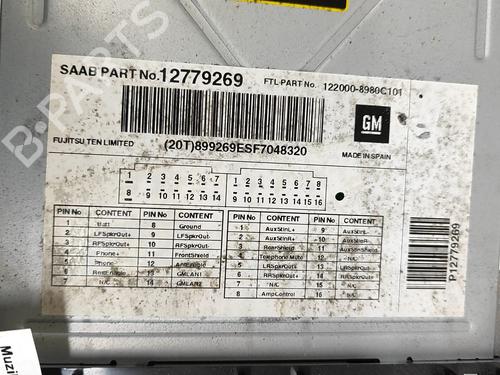 SAAB PART No.12779269
FTL-PART No. 122000-8980C101
GM
FUJITSU TEN LIMITED
(20T)899269ESF7048320
MADE IN SPAIN
1 2 3 4 5 6 7 1 2 3 4 5 6 7 8
8 9 10 11 12 13 14 9 10 11 12 13 14 15 16
PIN No CONTENT PIN No CONTENT
1 Batt 8 Ground
2 LFSpkrOut+ 9 LFSpkrOut-
3 RFSpkrOut+ 10 RFSpkrOut-
4 Phone+ 11 FrontShield
5 Phone- 12
6 RemEnable 13 GMLAN1
7 N/C 14 GMLAN2
PIN No CONTENT PIN No CONTENT
1 AuxStInL+ 9 AuxStInL-
2 AuxStInR+ 10 AuxStInR-
3 RearShield 11 AuxStInShield
4 Telephone Mute 12 N/C
5 LRSpkrOut+ 13 LRSpkrOut-
6 RRSpkrOut+ 14 RRSpkrOut-
7 N/C 15 N/C
8 AmpControl 16 N/C
P12779269
B-PARTS